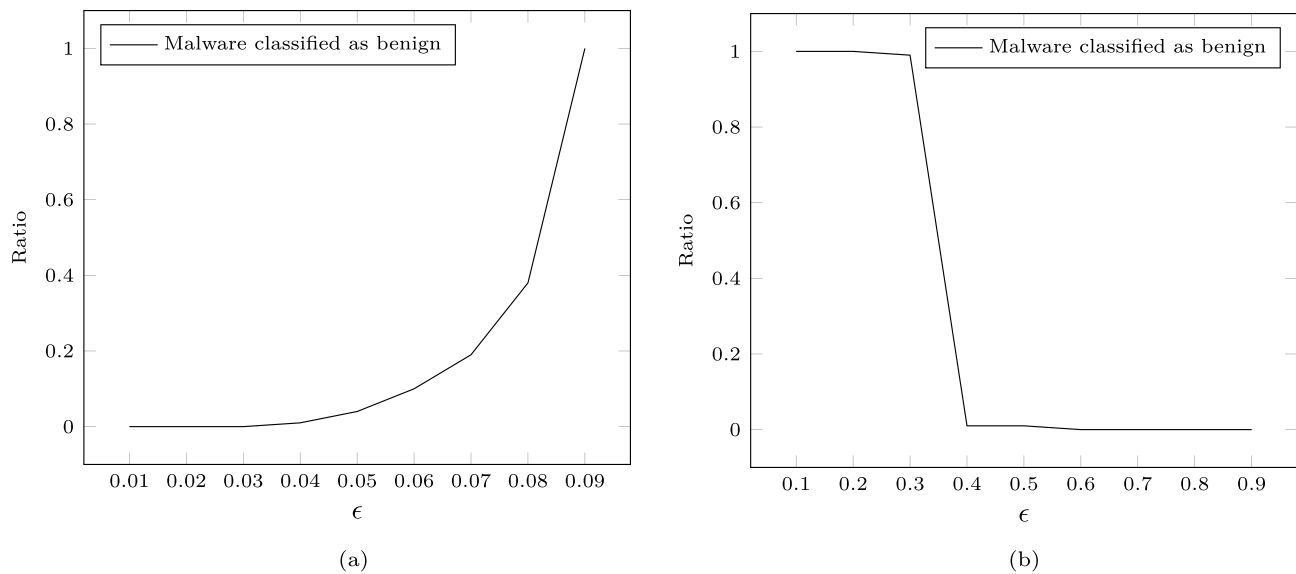 Malware classified as benign
1
0.8
0.6
0.4
0.2
0
Ratio
0.01 0.02 0.03 0.04 0.05 0.06 0.07 0.08 0.09
ϵ
(a)
Malware classified as benign
1
0.8
0.6
0.4
0.2
0
Ratio
0.1 0.2 0.3 0.4 0.5 0.6 0.7 0.8 0.9
ϵ
(b)